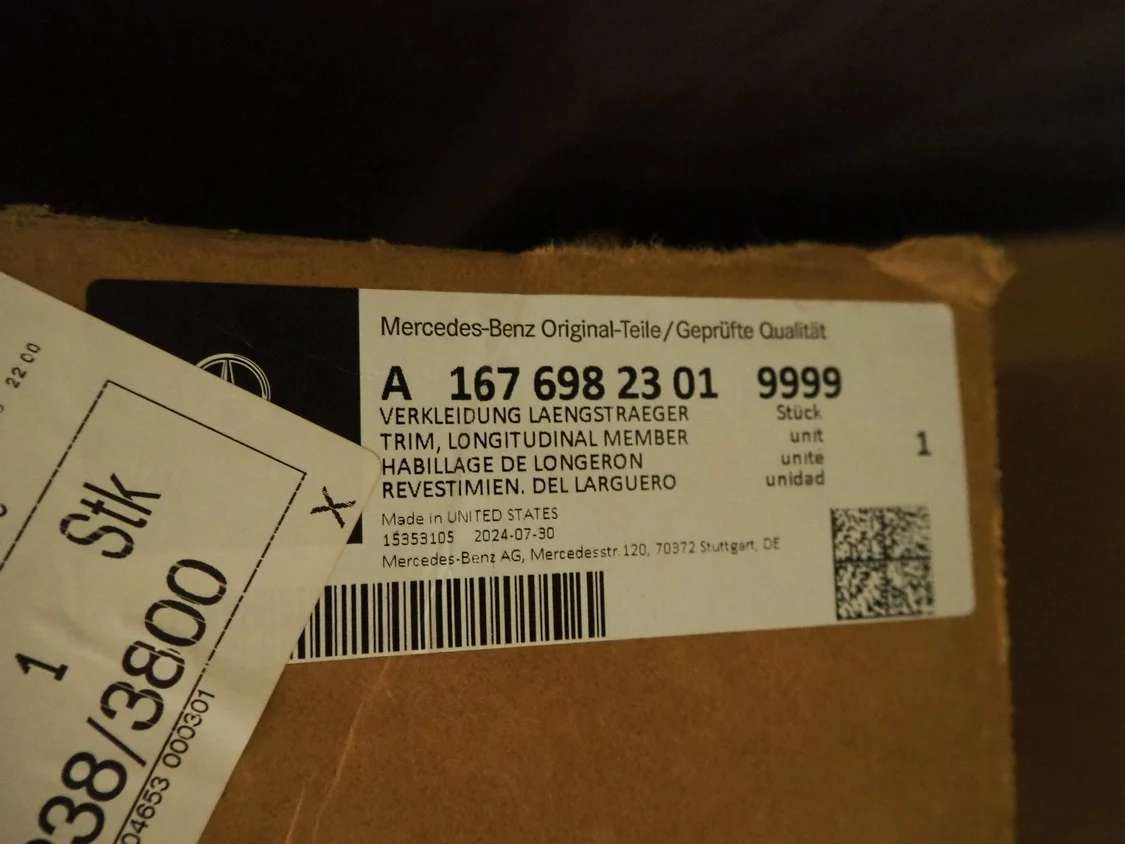 Mercedes-Benz Original-Teile/Geprüfte Qualität
A 167 698 23 01 9999
VERKLEIDUNG LAENGSTRAEGER Stück
TRIM, LONGITUDINAL MEMBER unit 1
HABILLAGE DE LONGERON unite
REVESTIMIEN. DEL LARGUERO unidad
Made in UNITED STATES
15353105 2024-07-30
Mercedes-Benz AG, Mercedesstr.120, 70372 Stuttgart, DE
2200
X
1 Stk
38/3800
04653 000301